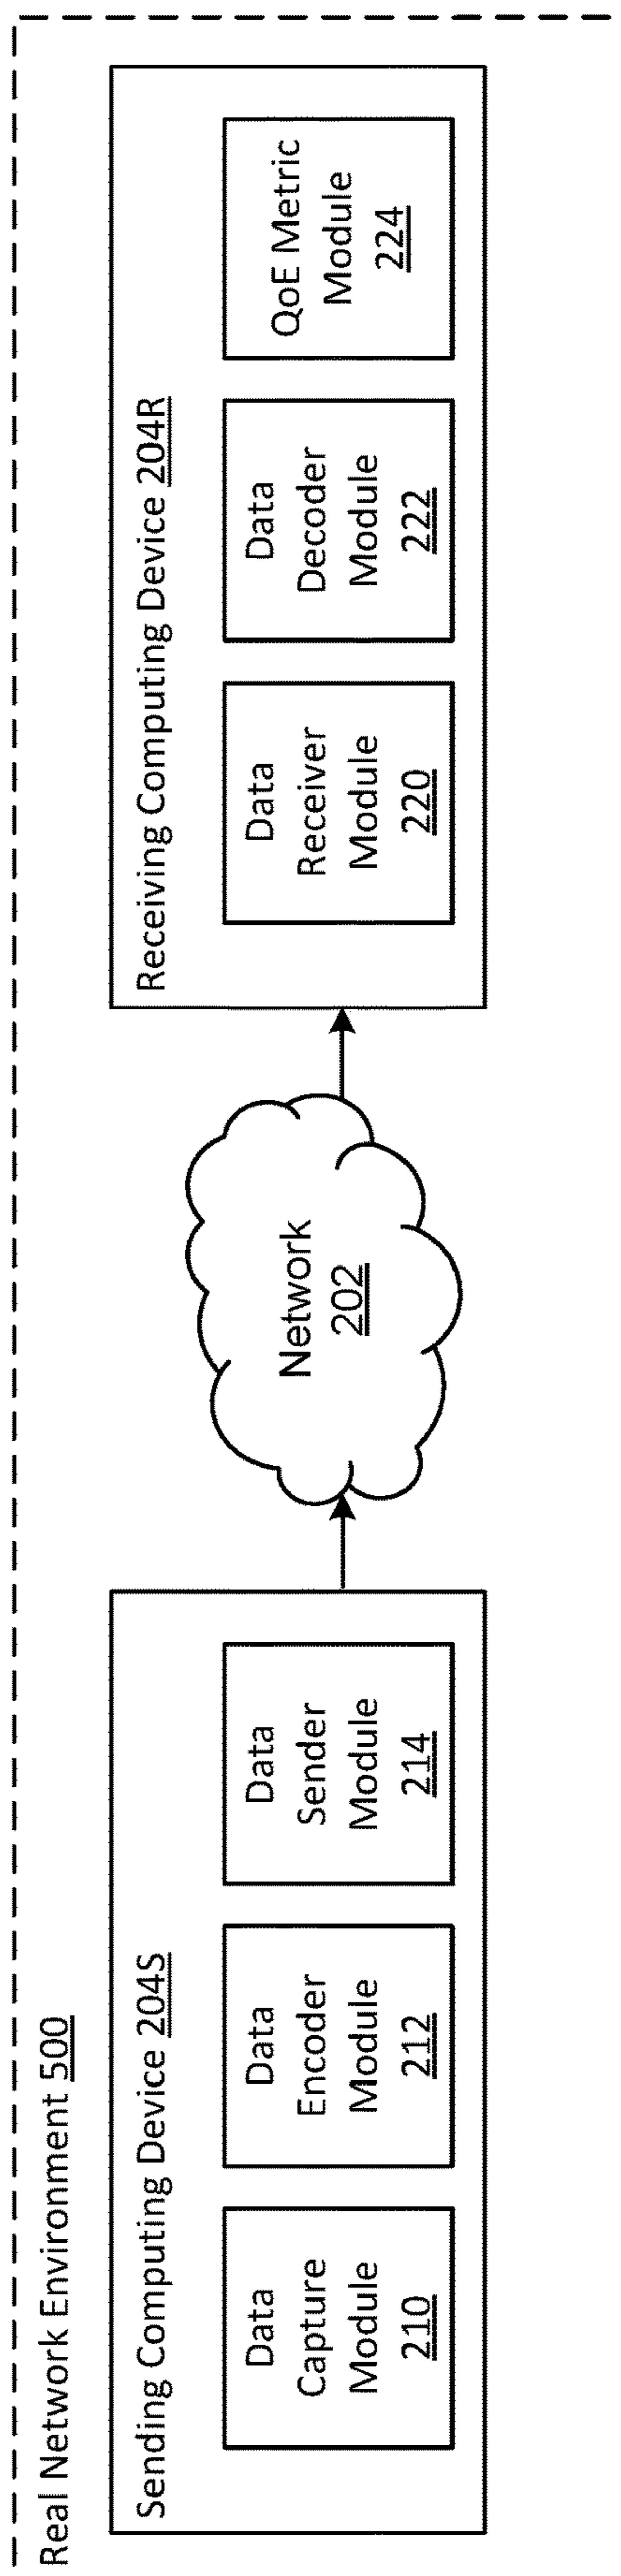 Real Network Environment 500
Sending Computing Device 204S
Data
Capture
Module
210
Data
Encoder
Module
212
Data
Sender
Module
214
Network
202
Receiving Computing Device 204R
Data
Receiver
Module
220
Data
Decoder
Module
222
QoE Metric
Module
224